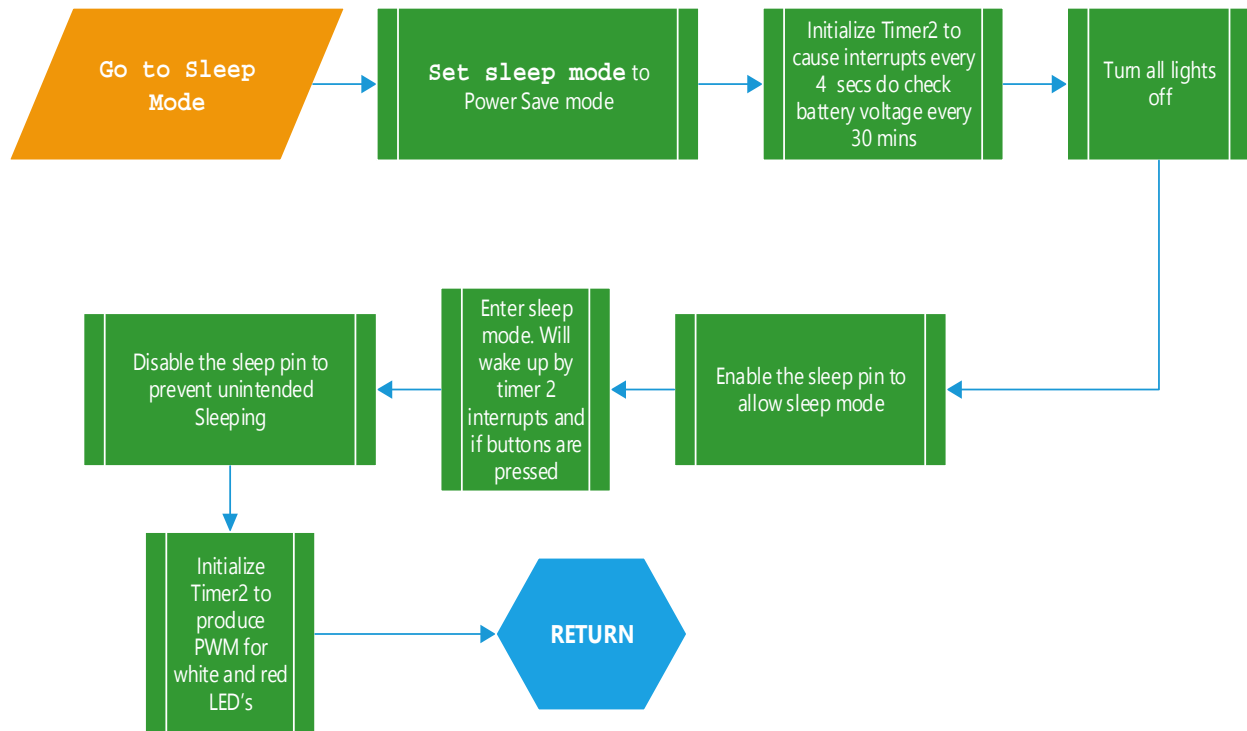 Go to Sleep
Mode
Set sleep mode to
Power Save mode
Initialize Timer2 to
cause interrupts every
4 secs do check
battery voltage every
30 mins
Turn all lights
off
Enable the sleep pin to
allow sleep mode
Enter sleep
mode. Will
wake up by
timer 2
interrupts and
if buttons are
pressed
Disable the sleep pin to
prevent unintended
Sleeping
Initialize
Timer2 to
produce
PWM for
white and red
LED's
RETURN